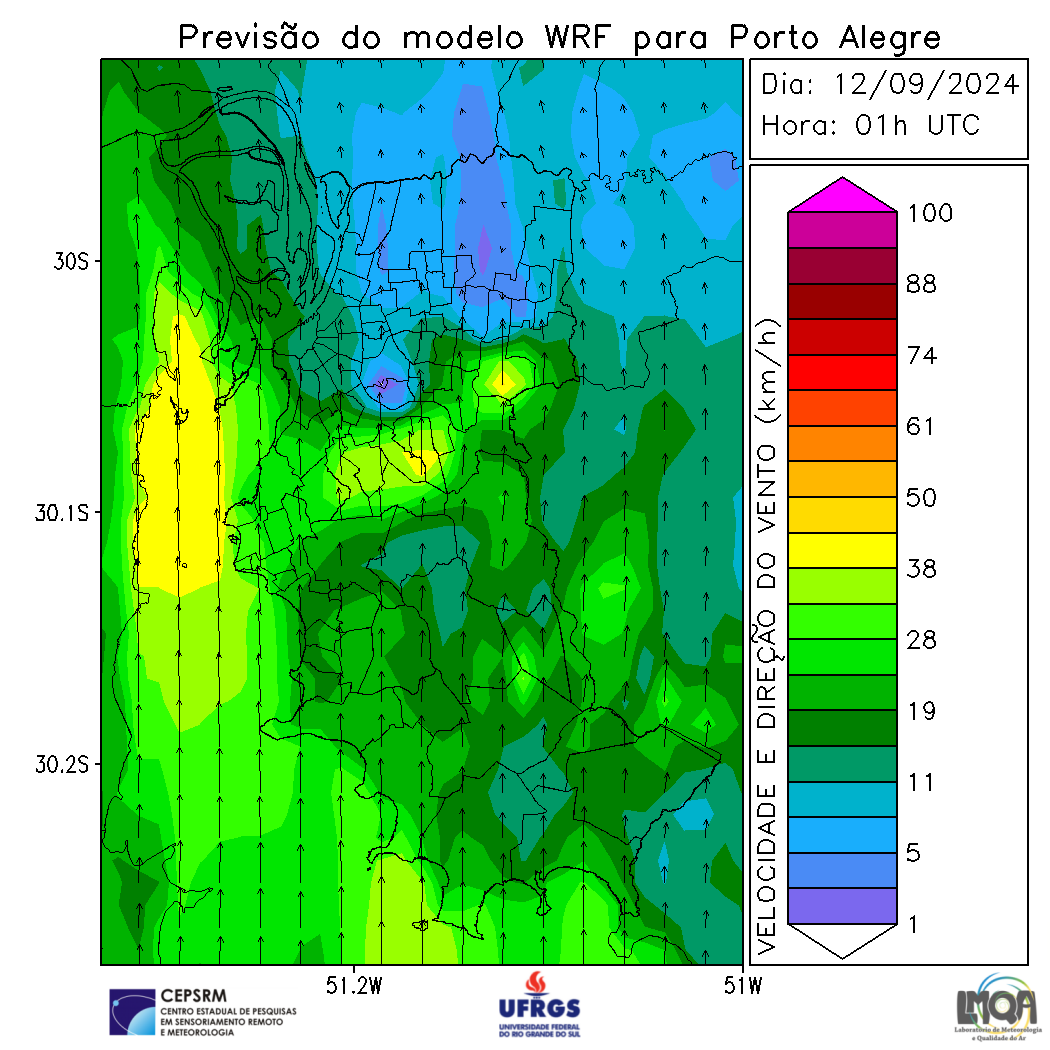 Previsão do modelo WRF para Porto Alegre
Dia: 12/09/2024
Hora: 01h UTC
30S
30.1S
30.2S
51.2W
51W
VELOCIDADE E DIREÇÃO DO VENTO (km/h)
100
88
74
61
50
38
28
19
11
5
1
CEPSRM
CENTRO ESTADUAL DE PESQUISAS
EM SENSORIAMENTO REMOTO
E METEOROLOGIA
UFRGS
UNIVERSIDADE FEDERAL
DO RIO GRANDE DO SUL
LMQA
Laboratório de Meteorologia
e Qualidade do Ar